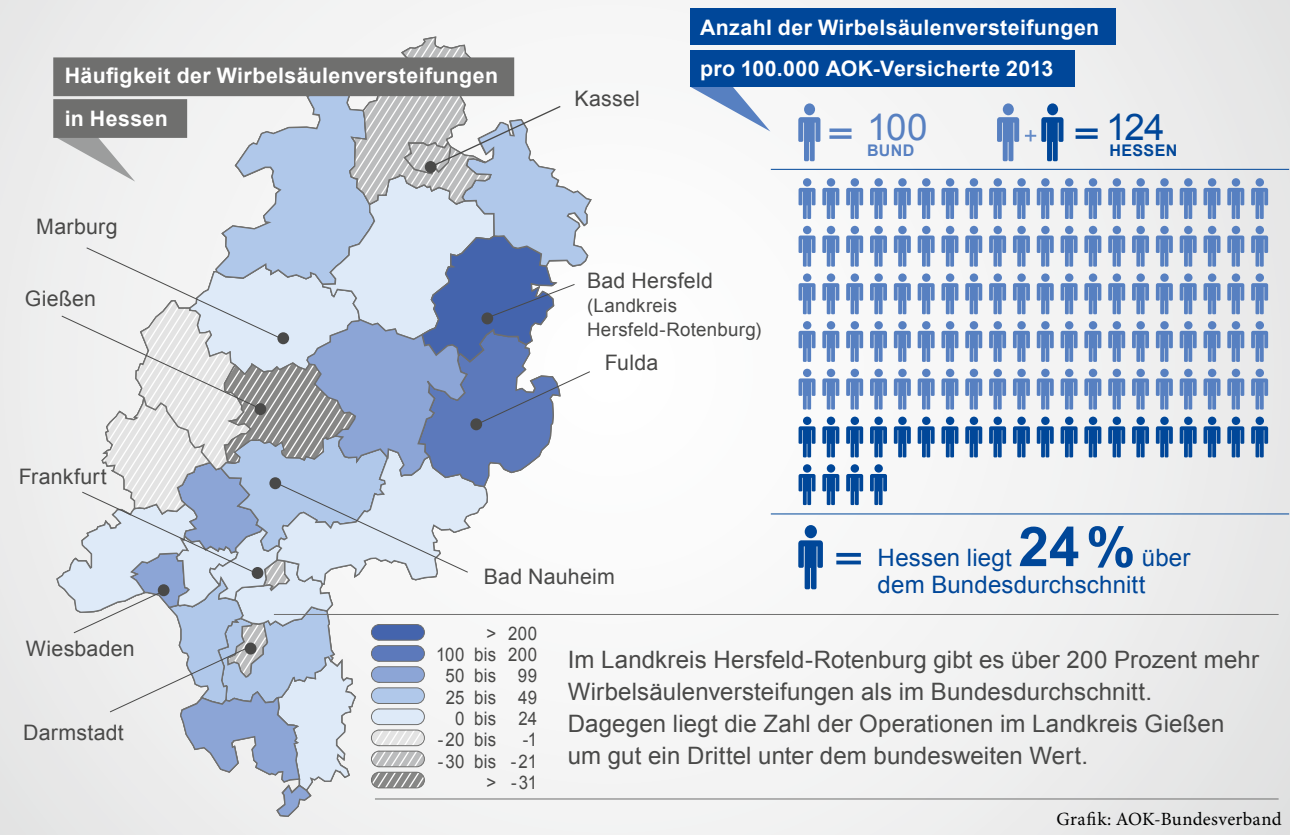 Häufigkeit der Wirbelsäulenversteifungen
in Hessen
Anzahl der Wirbelsäulenversteifungen
pro 100.000 AOK-Versicherte 2013
= 100
BUND
+ = 124
HESSEN
Kassel
Marburg
Gießen
Bad Hersfeld
(Landkreis
Hersfeld-Rotenburg)
Fulda
Frankfurt
Bad Nauheim
Wiesbaden
Darmstadt
= Hessen liegt 24 % über
dem Bundesdurchschnitt
> 200
100 bis 200
50 bis 99
25 bis 49
0 bis 24
-20 bis -1
-30 bis -21
> -31
Im Landkreis Hersfeld-Rotenburg gibt es über 200 Prozent mehr
Wirbelsäulenversteifungen als im Bundesdurchschnitt.
Dagegen liegt die Zahl der Operationen im Landkreis Gießen
um gut ein Drittel unter dem bundesweiten Wert.
Grafik: AOK-Bundesverband